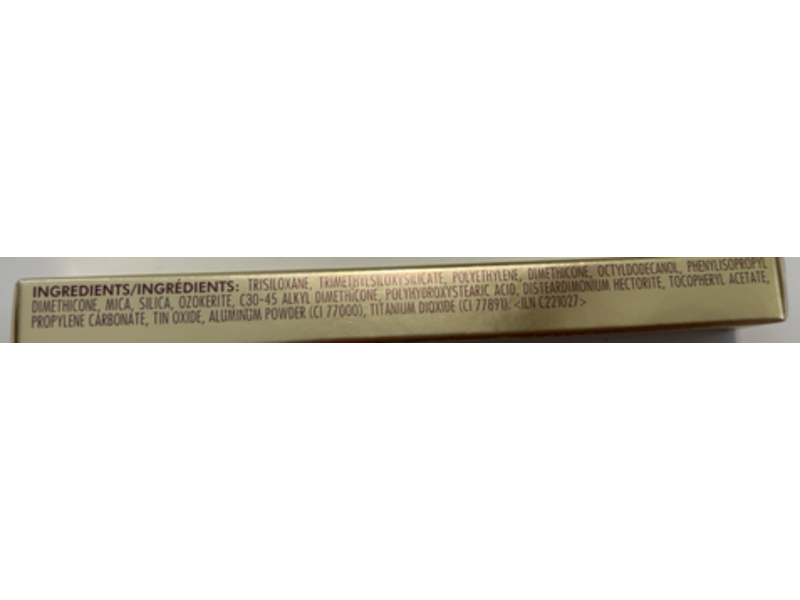 INGREDIENTS/INGRÉDIENTS: TRISILOXANE, TRIMETHYLSILOXYSILICATE, POLYETHYLENE, DIMETHICONE, OCTYLDODECANOL, PHENYLISOPROPYL
DIMETHICONE, MICA, SILICA, OZOKERITE, C30-45 ALKYL DIMETHICONE, POLYHYDROXYSTEARIC ACID, DISTEARDIMONIUM HECTORITE, TOCOPHERYL ACETATE,
PROPYLENE CARBONATE, TIN OXIDE, ALUMINUM POWDER (CI 77000), TITANIUM DIOXIDE (CI 77891). <ILN C221027>